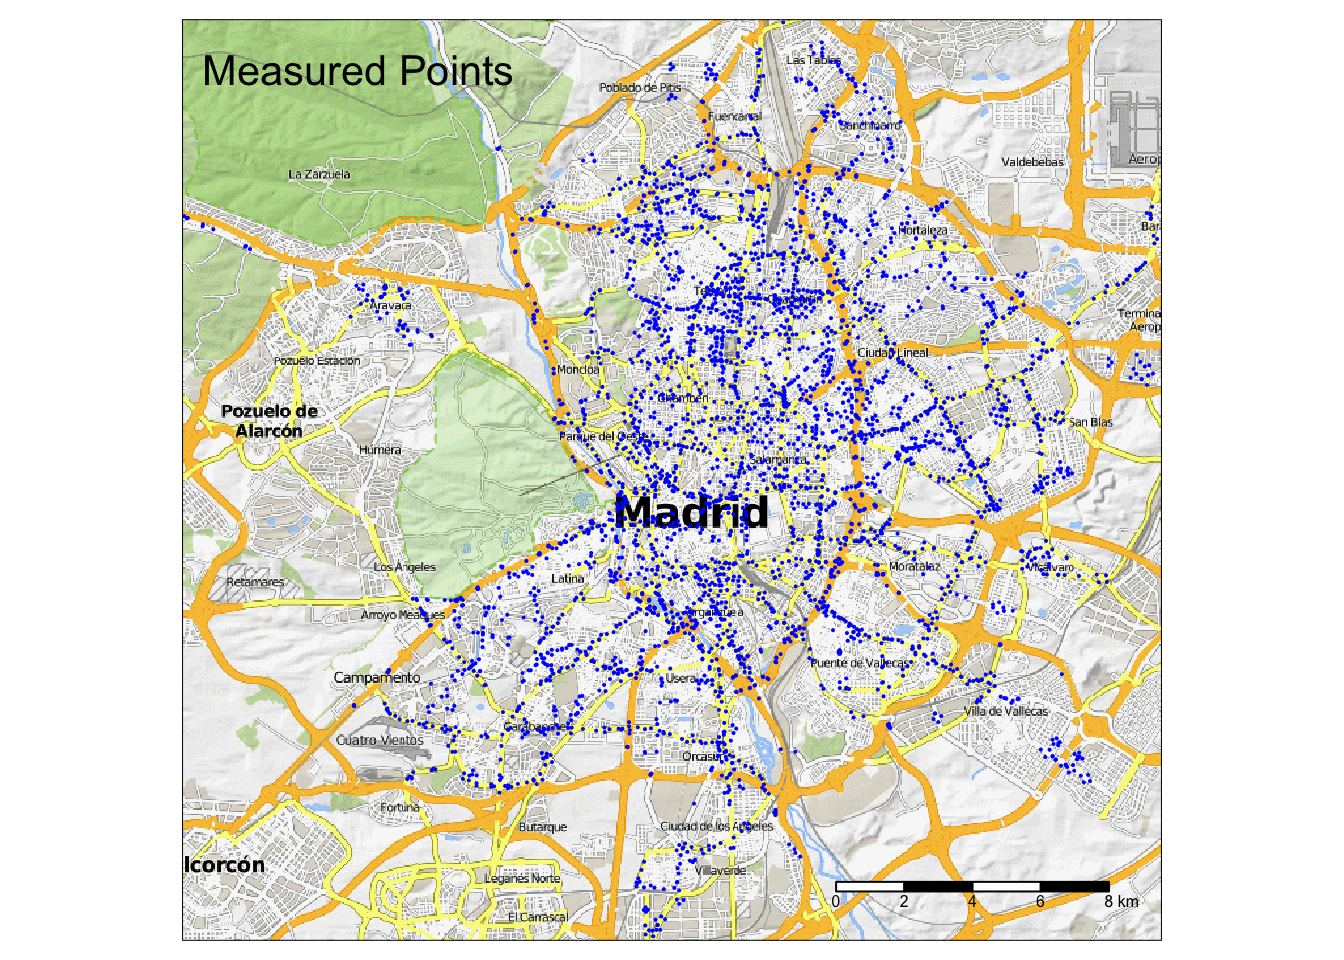 Measured Points
Las Tablas
Poblado de Pitis
Fuencarral
Sanchinarro
Valdebebas
Aerop
La Zarzuela
Hortaleza
Bar
Aravaca
Termina
Aerop
Ciudad Lineal
Pozuelo Estación
Moncloa
Chamberí
Pozuelo de
Alarcón
San Blas
Parque del Oeste
Húmera
Salamanca
Madrid
Los Ángeles
Moratalaz
Vicálvaro
Retamares
Latina
Arroyo Meaques
Arganzuela
Puente de Vallecas
Campamento
Usera
Villa de Vallecas
Carabanchel
Cuatro Vientos
Orcasur
Fortuna
Butarque
Ciudad de los Ángeles
lcorcón
Leganes Norte
Villaverde
0 2 4 6 8 km
El Carrascal